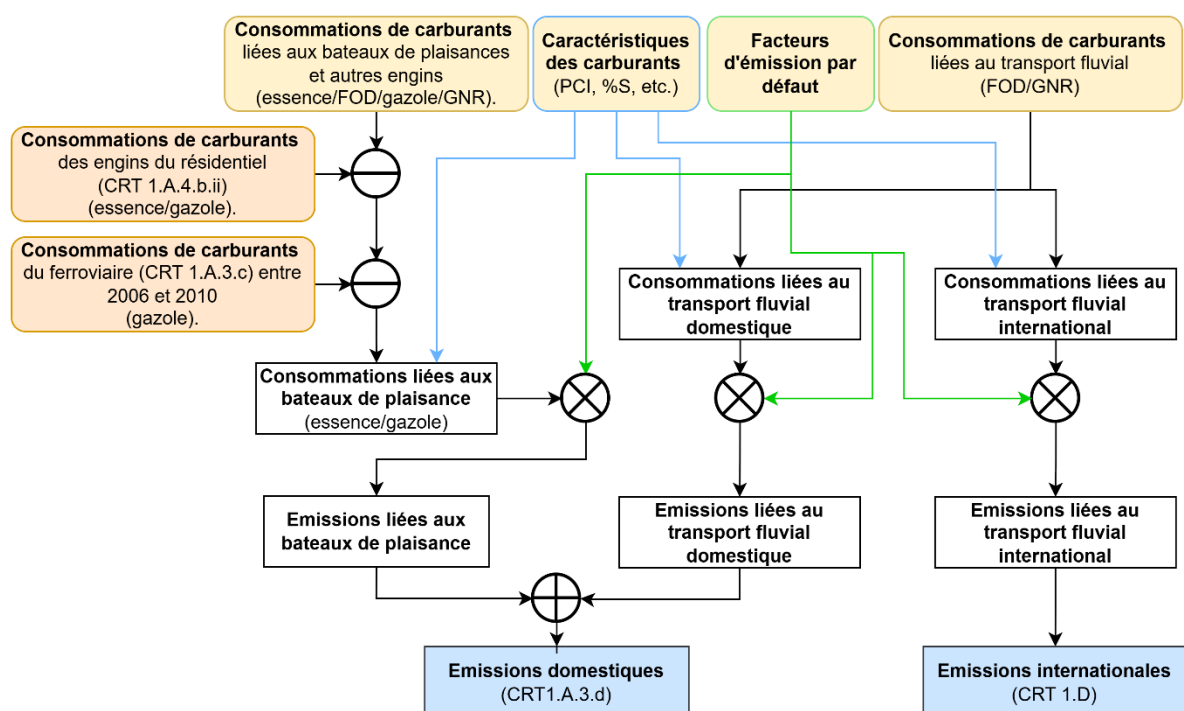 Consommations de carburants
liées aux bateaux de plaisances
et autres engins
(essence/FOD/gazole/GNR).
Caractéristiques
des carburants
(PCI, %S, etc.)
Facteurs
d'émission par
défaut
Consommations de carburants
liées au transport fluvial
(FOD/GNR)
Consommations de carburants
des engins du résidentiel
(CRT 1.A.4.b.ii)
(essence/gazole).
Consommations de carburants
du ferroviaire (CRT 1.A.3.c) entre
2006 et 2010
(gazole).
Consommations liées au
transport fluvial
domestique
Consommations liées au
transport fluvial
international
Consommations liées aux
bateaux de plaisance
(essence/gazole)
Emissions liées aux
bateaux de plaisance
Emissions liées au
transport fluvial
domestique
Emissions liées au
transport fluvial
international
Emissions domestiques
(CRT1.A.3.d)
Emissions internationales
(CRT 1.D)